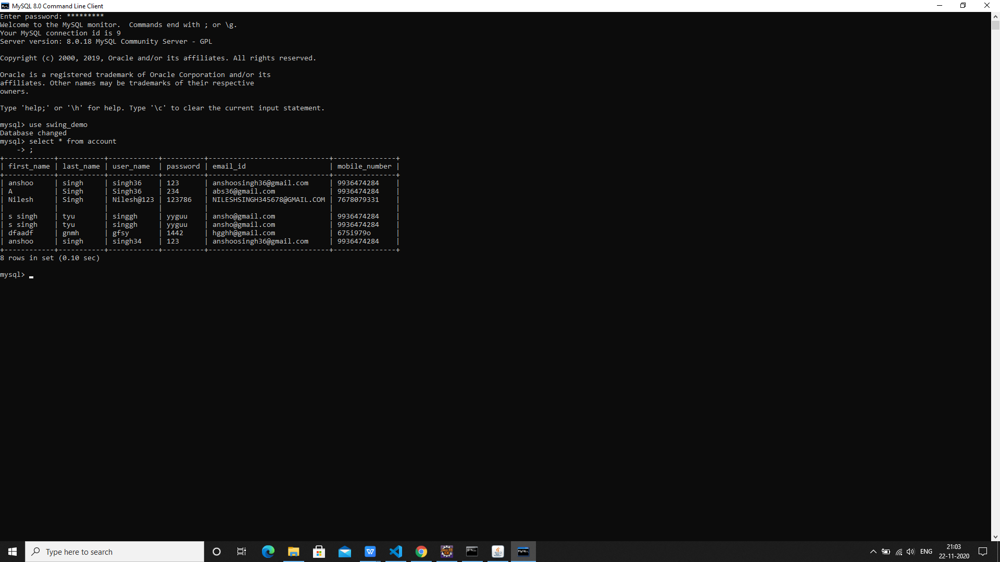 MySQL 8.0 Command Line Client
Enter password: *********
Welcome to the MySQL monitor.  Commands end with ; or \g.
Your MySQL connection id is 9
Server version: 8.0.18 MySQL Community Server - GPL
Copyright (c) 2000, 2019, Oracle and/or its affiliates. All rights reserved.
Oracle is a registered trademark of Oracle Corporation and/or its
affiliates. Other names may be trademarks of their respective
owners.
Type 'help;' or '\h' for help. Type '\c' to clear the current input statement.
mysql> use swing_demo
Database changed
mysql> select * from account
    -> ;
+------------+-----------+------------+----------+-----------------------------+---------------+
| first_name | last_name | user_name  | password | email_id                    | mobile_number |
+------------+-----------+------------+----------+-----------------------------+---------------+
| anshoo     | singh     | singh36    | 123      | anshoosingh36@gmail.com     | 9936474284    |
| A          | Singh     | Singh36    | 234      | abs36@gmail.com             | 9936474284    |
| Nilesh     | Singh     | Nilesh@123 | 123786   | NILESHSINGH345678@GMAIL.COM | 7678079331    |
|            |           |            |          |                             |               |
| s singh    | tyu       | singgh     | yyguu    | ansho@gmail.com             | 9936474284    |
| s singh    | tyu       | singgh     | yyguu    | ansho@gmail.com             | 9936474284    |
| dfaadf     | gnmh      | gfsy       | 1442     | hgghh@gmail.com             | 675i979o      |
| anshoo     | singh     | singh34    | 123      | anshoosingh36@gmail.com     | 9936474284    |
+------------+-----------+------------+----------+-----------------------------+---------------+
8 rows in set (0.10 sec)
mysql> _
Type here to search
ENG
21:03
22-11-2020